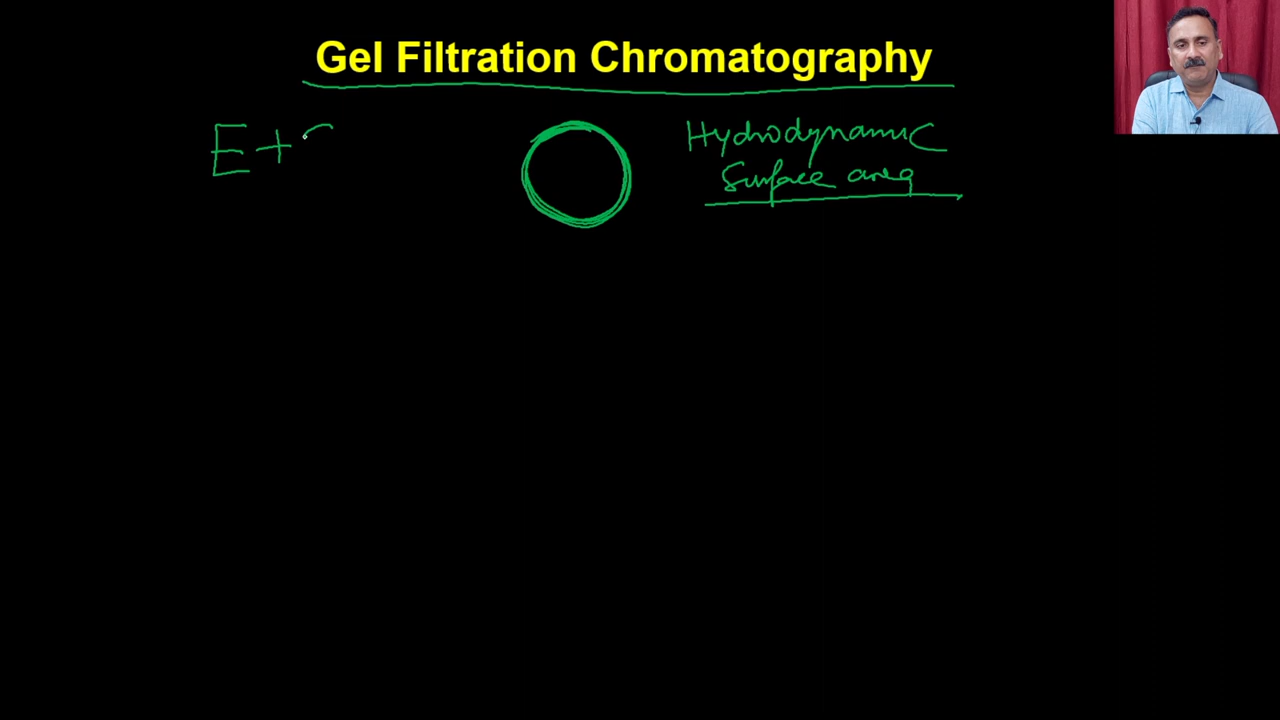 Gel Filtration Chromatography
E +
Hydrodynamic
Surface area